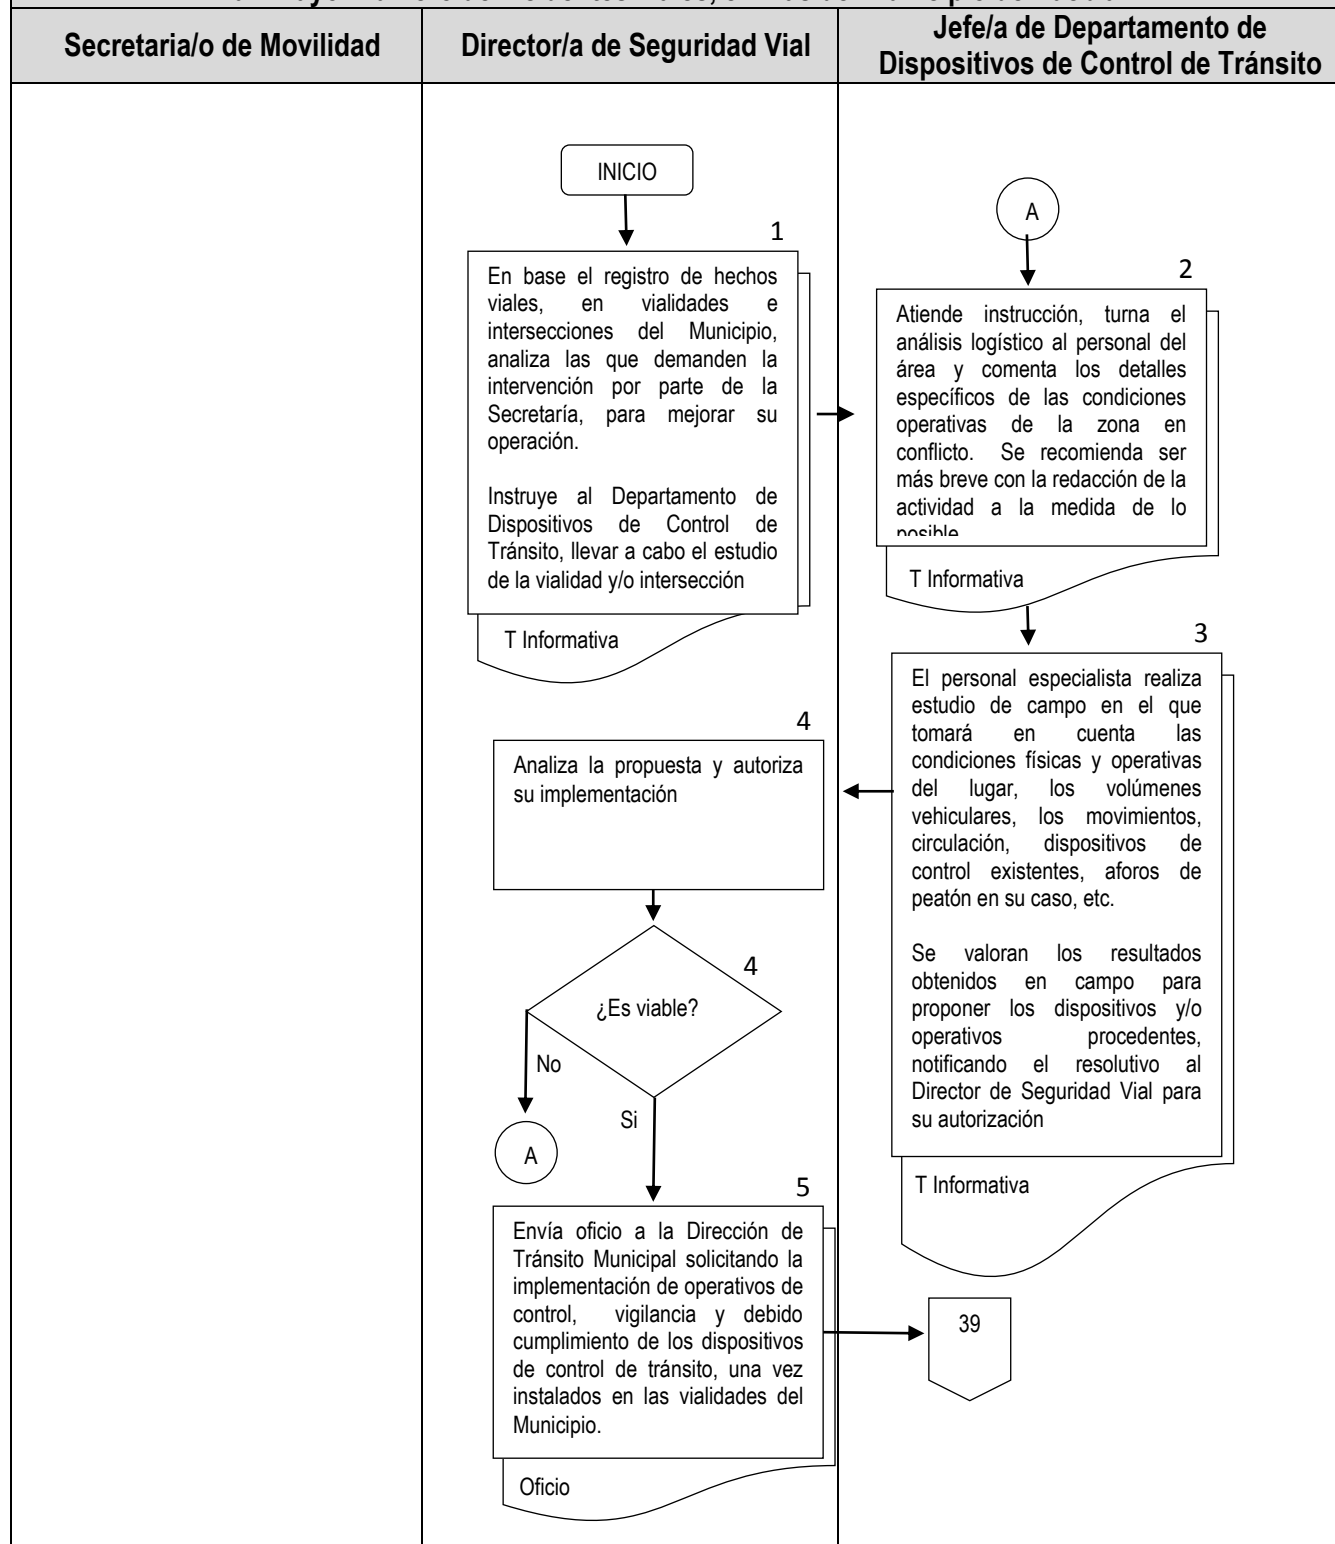 Secretaria/o de Movilidad
Director/a de Seguridad Vial
Jefe/a de Departamento de
Dispositivos de Control de Tránsito
INICIO
1
En base el registro de hechos
viales, en vialidades e
intersecciones del Municipio,
analiza las que demanden la
intervención por parte de la
Secretaría, para mejorar su
operación.
Instruye al Departamento de
Dispositivos de Control de
Tránsito, llevar a cabo el estudio
de la vialidad y/o intersección
T Informativa
A
2
Atiende instrucción, turna el
análisis logístico al personal del
área y comenta los detalles
específicos de las condiciones
operativas de la zona en
conflicto. Se recomienda ser
más breve con la redacción de la
actividad a la medida de lo
posible
T Informativa
3
El personal especialista realiza
estudio de campo en el que
tomará en cuenta las
condiciones físicas y operativas
del lugar, los volúmenes
vehiculares, los movimientos,
circulación, dispositivos de
control existentes, aforos de
peatón en su caso, etc.
Se valoran los resultados
obtenidos en campo para
proponer los dispositivos y/o
operativos procedentes,
notificando el resolutivo al
Director de Seguridad Vial para
su autorización
T Informativa
4
Analiza la propuesta y autoriza
su implementación
4
¿Es viable?
No
Si
A
5
Envía oficio a la Dirección de
Tránsito Municipal solicitando la
implementación de operativos de
control, vigilancia y debido
cumplimiento de los dispositivos
de control de tránsito, una vez
instalados en las vialidades del
Municipio.
Oficio
39